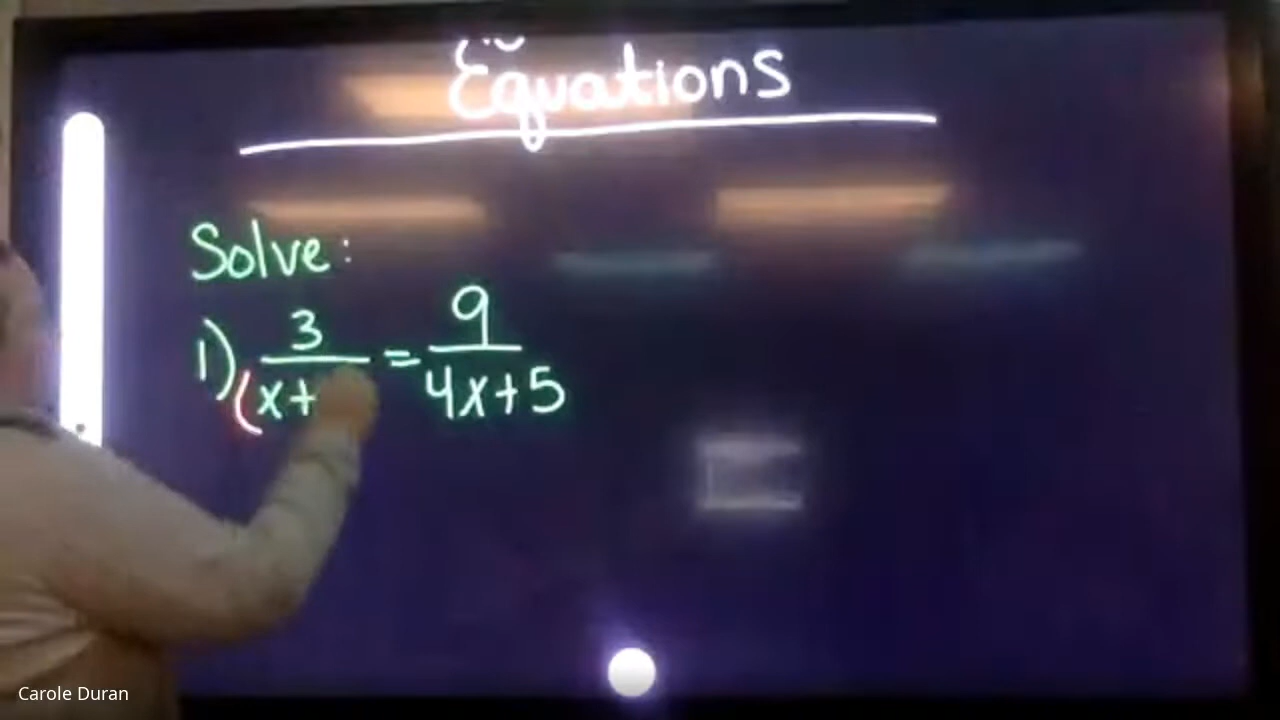 Equations
Solve:
1) 3/(x+ = 9/4x+5
Carole Duran